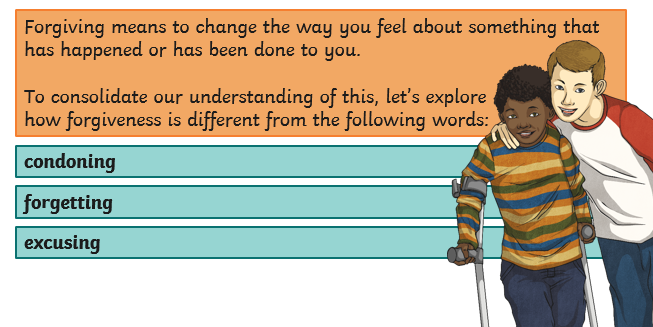 Forgiving means to change the way you feel about something that
has happened or has been done to you.
To consolidate our understanding of this, let's explore
how forgiveness is different from the following words:
condoning
forgetting
excusing